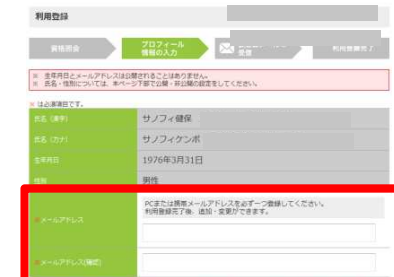 利用登録
資格照会
プロフィール
情報の入力
受信
利用登録完了
※ 生年月日とメールアドレスは公開されることはありません。
※ 氏名・性別については、本ページ下部で公開・非公開の設定をしてください。
※ は必須項目です。
氏名（漢字）
サノフィ健保
氏名（カナ）
サノフィケンポ
生年月日
1976年3月31日
性別
男性
※メールアドレス
PCまたは携帯メールアドレスを必ず一つ登録してください。
利用登録完了後、追加・変更ができます。
※メールアドレス(確認)